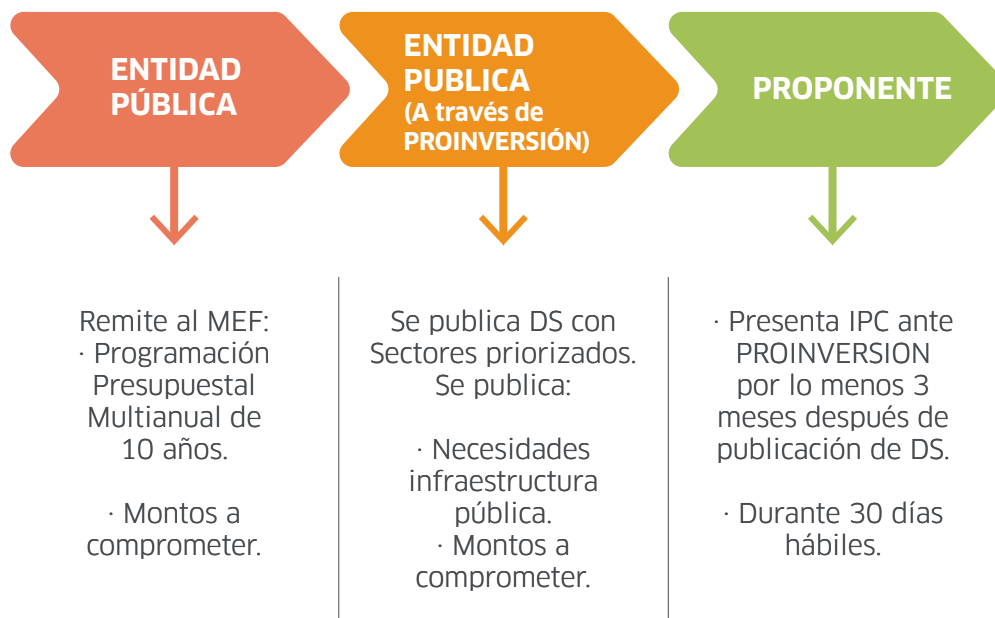 ENTIDAD
PÚBLICA
ENTIDAD
PUBLICA
(A través de
PROINVERSIÓN)
PROPONENTE
Remite al MEF:
· Programación
Presupuestal
Multianual de
10 años.
· Montos a
comprometer.
Se publica DS con
Sectores priorizados.
Se publica:
· Necesidades
infraestructura
pública.
· Montos a
comprometer.
· Presenta IPC ante
PROINVERSION
por lo menos 3
meses después de
publicación de DS.
· Durante 30 días
hábiles.